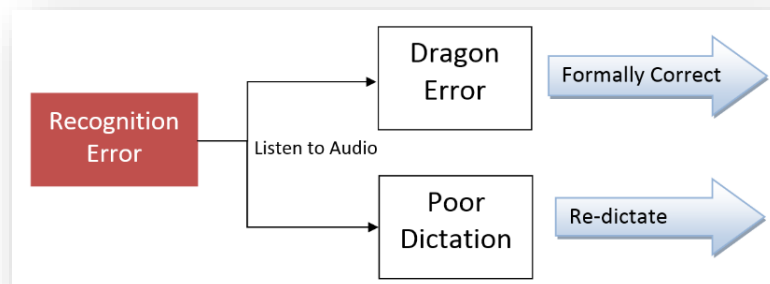 Recognition
Error
Listen to Audio
Dragon
Error
Formally Correct
Poor
Dictation
Re-dictate